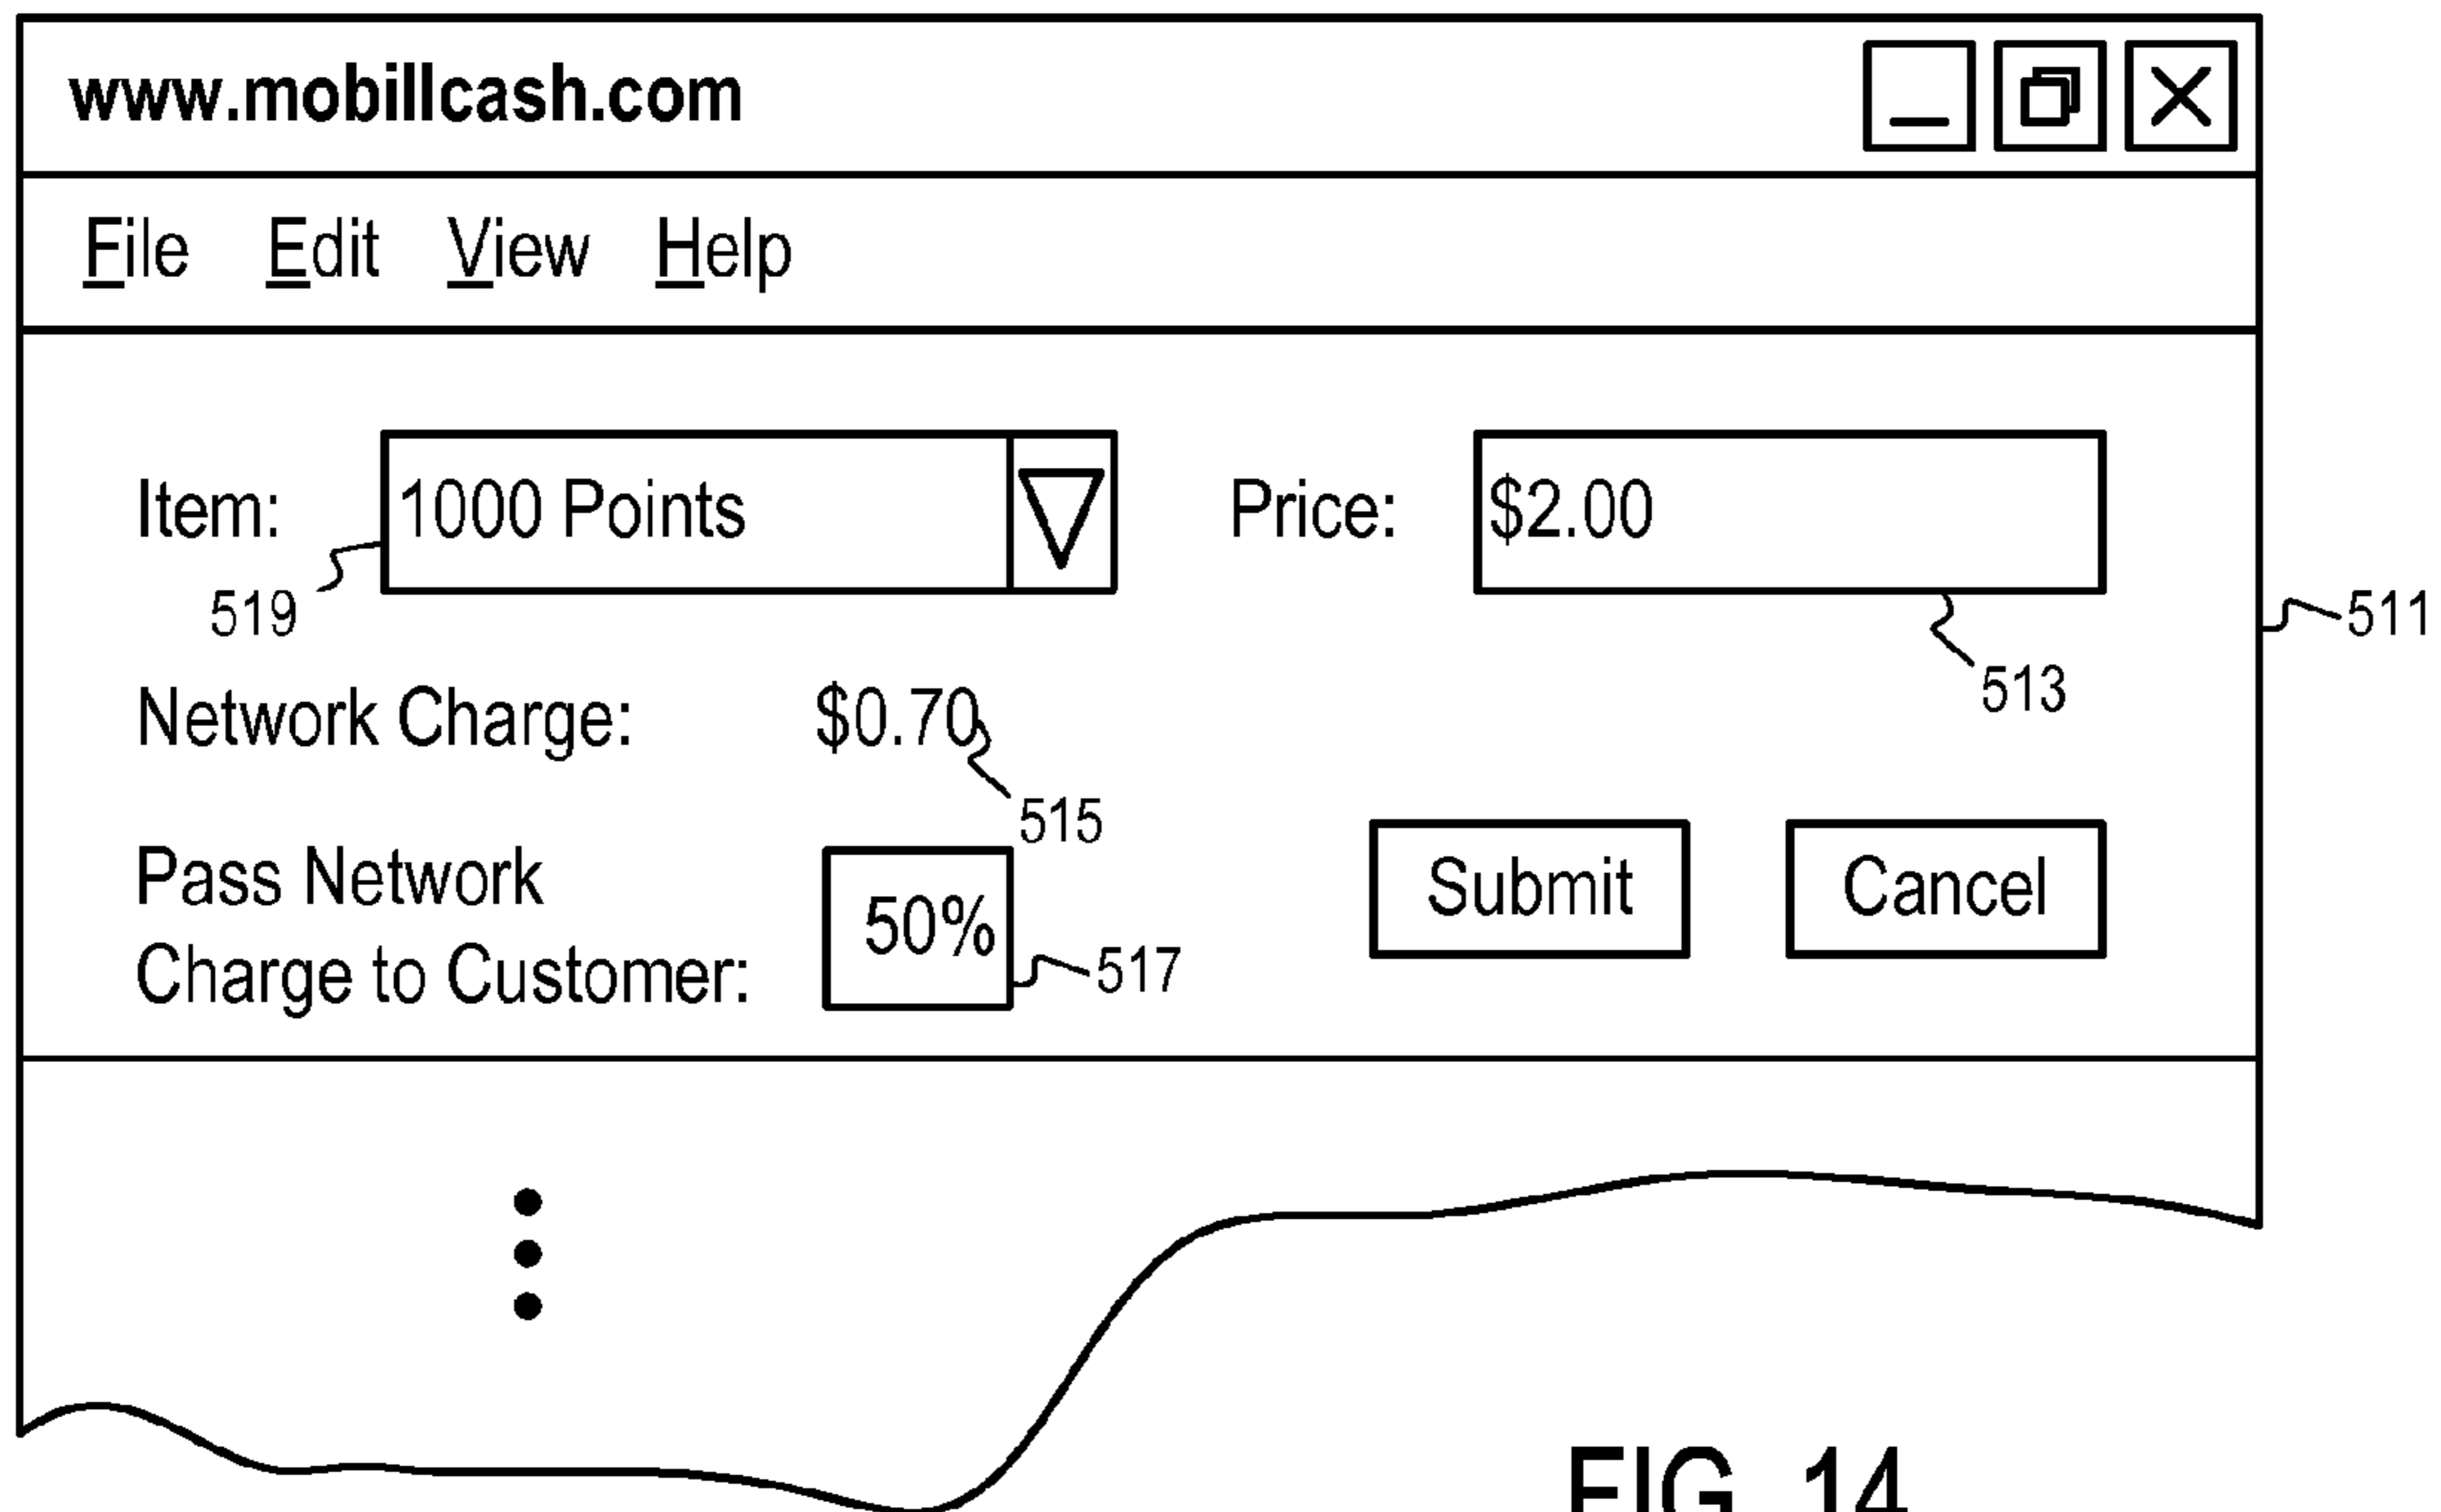 www.mobillcash.com
File Edit View Help
Item: 1000 Points Price: $2.00
519
511
513
Network Charge: $0.70
515
Pass Network
Charge to Customer: 50%
517
Submit Cancel
FIG. 14